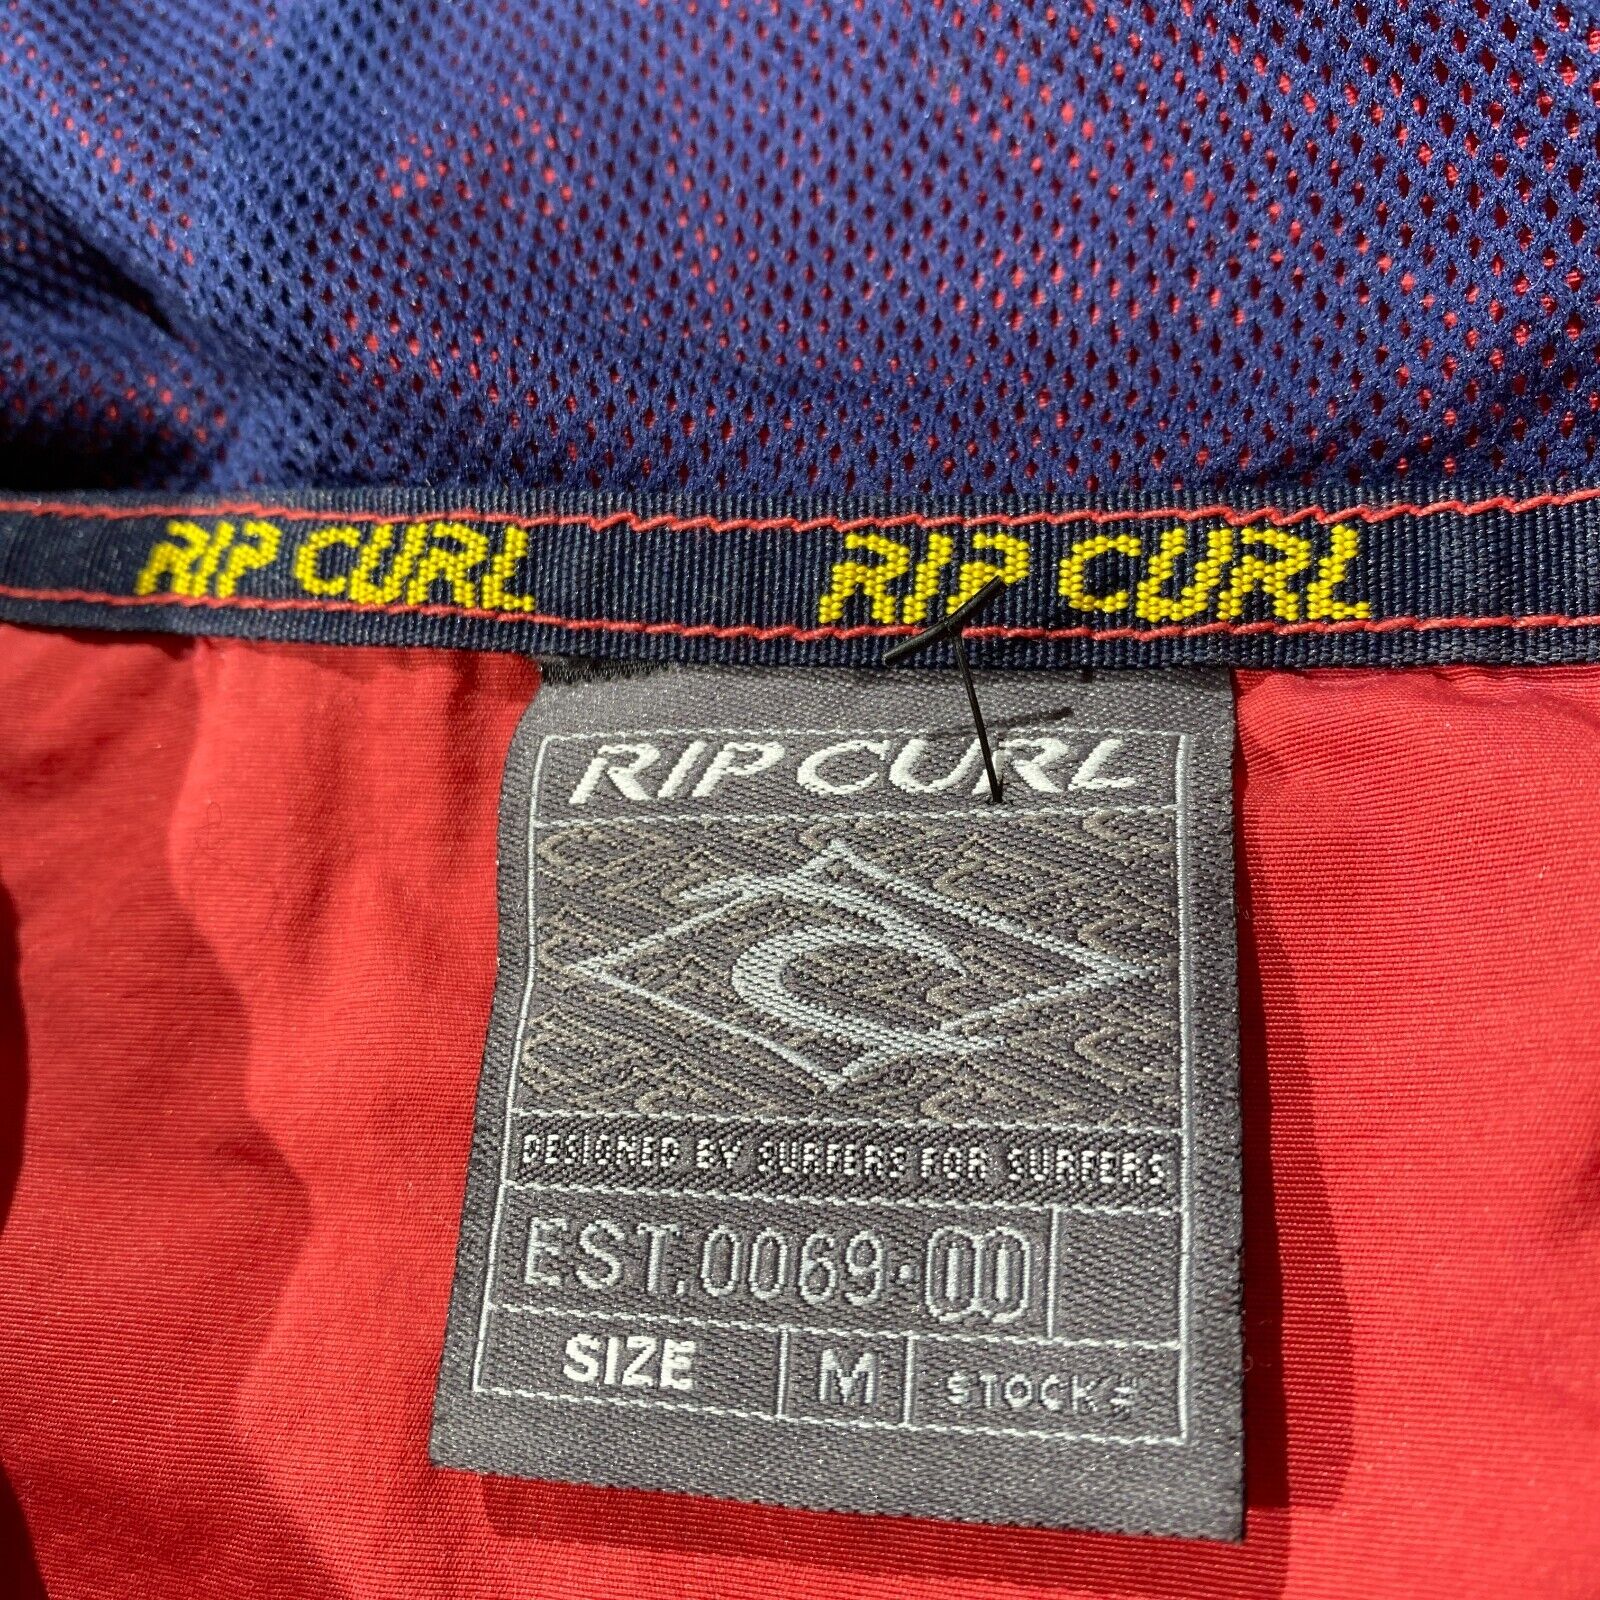 RIP CURL RIP CURL
RIP CURL
DESIGNED BY SURFERS FOR SURFERS
EST.0069·00
SIZE M STOCK #